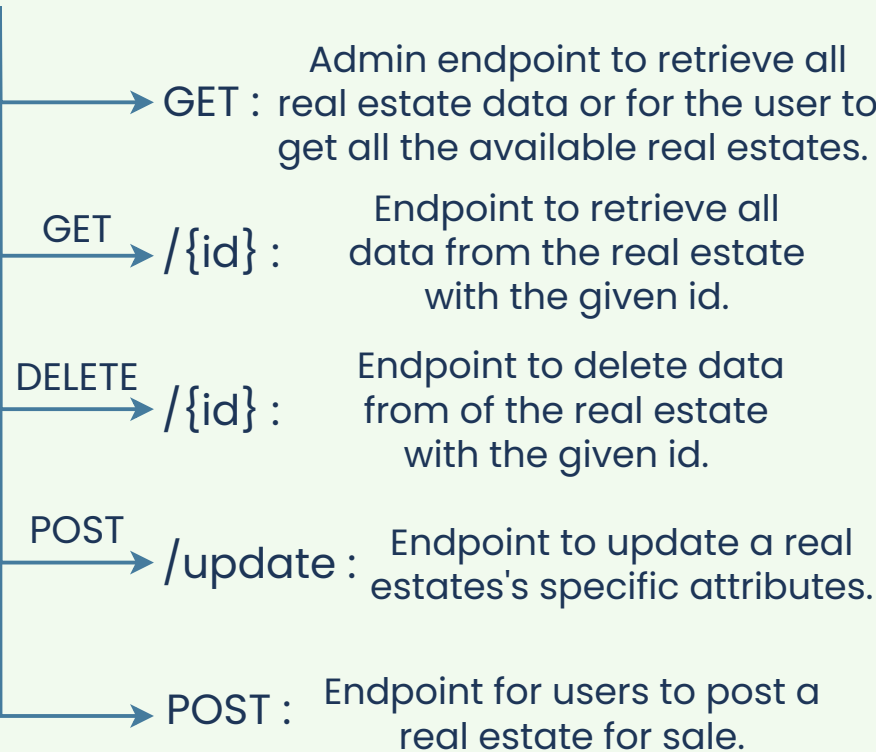 Admin endpoint to retrieve all
GET : real estate data or for the user to
get all the available real estates.
GET
/{id} :
Endpoint to retrieve all
data from the real estate
with the given id.
DELETE
/{id} :
Endpoint to delete data
from of the real estate
with the given id.
POST
/update :
Endpoint to update a real
estates's specific attributes.
POST :
Endpoint for users to post a
real estate for sale.